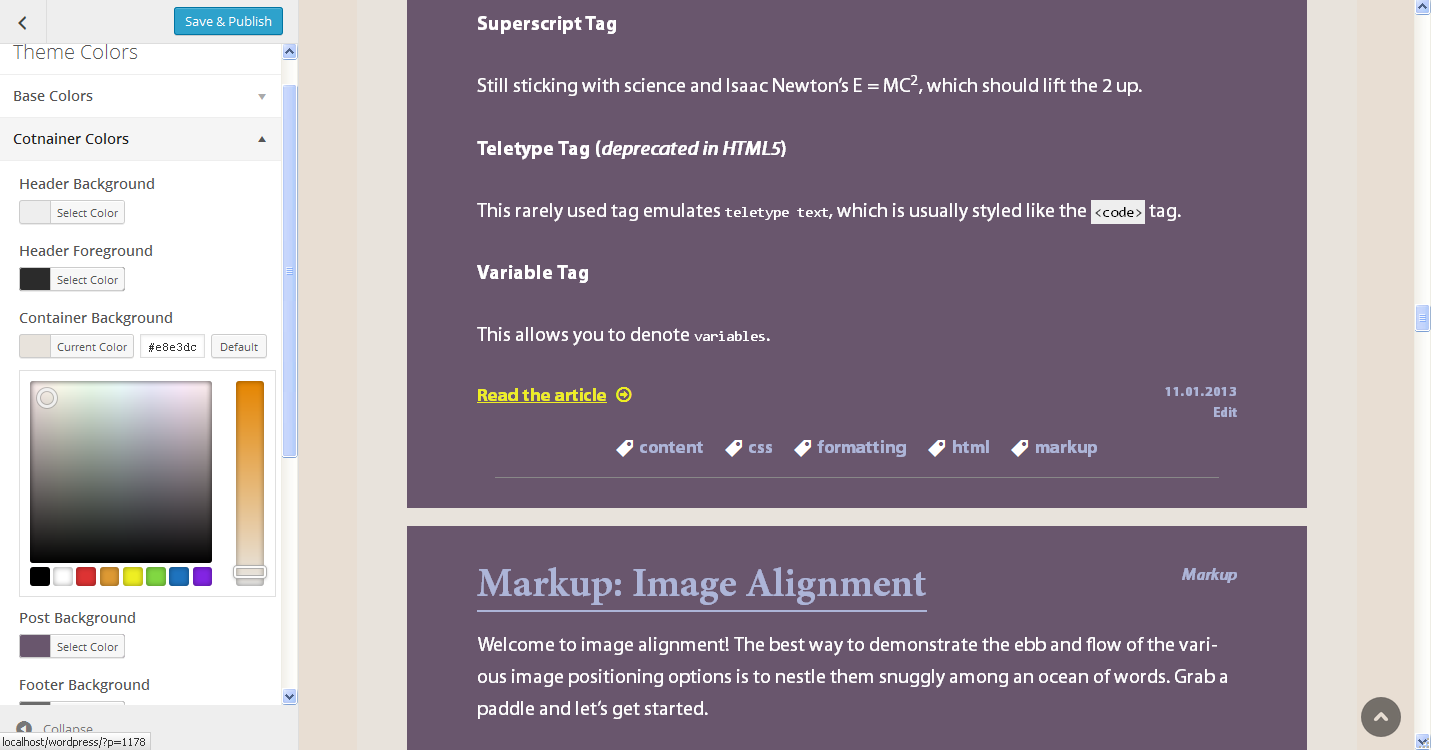 Save & Publish
Theme Colors
Base Colors
Cotnainer Colors
Header Background
Select Color
Header Foreground
Select Color
Container Background
Current Color
#e8e3dc
Default
Post Background
Select Color
Footer Background
Collapse
localhost/wordpress/?p=1178
Superscript Tag
Still sticking with science and Isaac Newton’s E = MC², which should lift the 2 up.
Teletype Tag (deprecated in HTML5)
This rarely used tag emulates teletype text, which is usually styled like the <code> tag.
Variable Tag
This allows you to denote variables.
Read the article
11.01.2013
Edit
content css formatting html markup
Markup: Image Alignment
Markup
Welcome to image alignment! The best way to demonstrate the ebb and flow of the vari-
ous image positioning options is to nestle them snuggly among an ocean of words. Grab a
paddle and let’s get started.